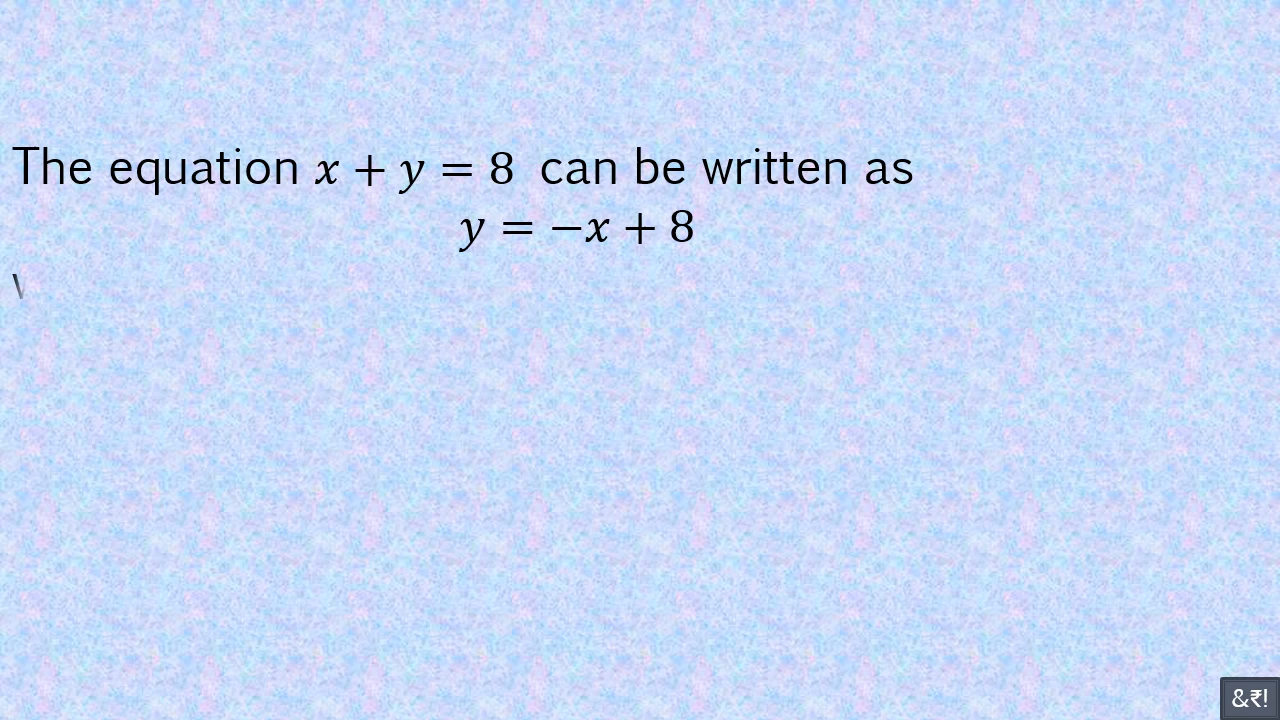 The equation x + y = 8 can be written as
y = −x + 8
&₹!